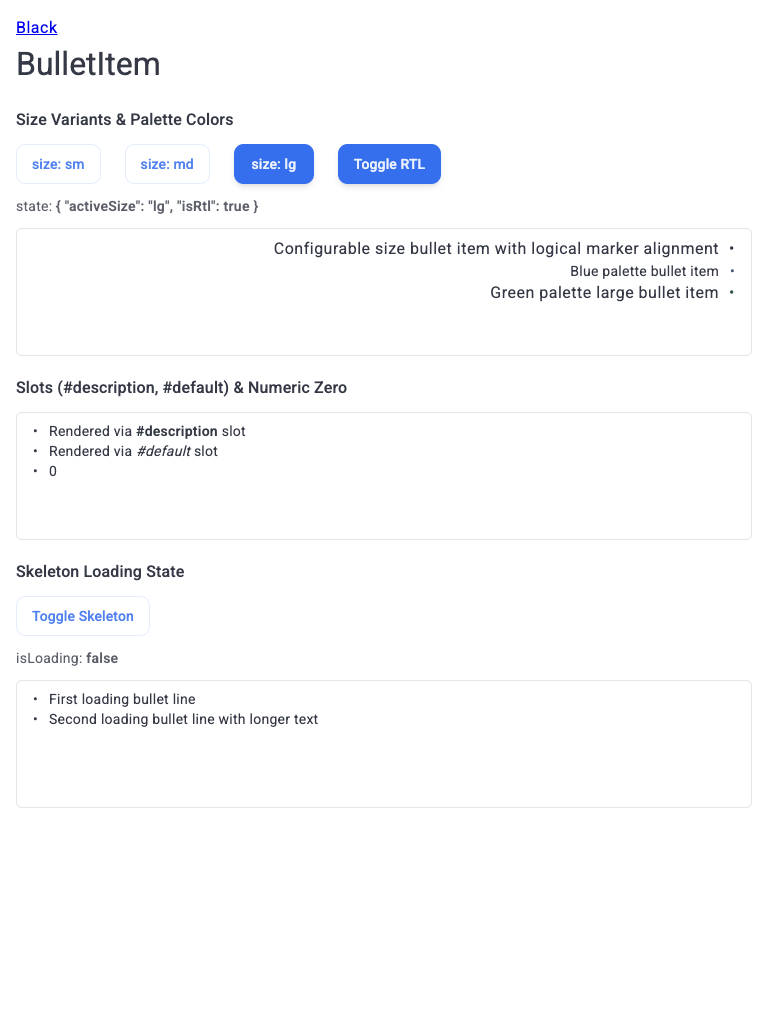 Black
BulletItem
Size Variants & Palette Colors
size: sm size: md size: lg Toggle RTL
state: { "activeSize": "lg", "isRtl": true }
Configurable size bullet item with logical marker alignment •
Blue palette bullet item •
Green palette large bullet item •
Slots (#description, #default) & Numeric Zero
• Rendered via #description slot
• Rendered via #default slot
• 0
Skeleton Loading State
Toggle Skeleton
isLoading: false
• First loading bullet line
• Second loading bullet line with longer text